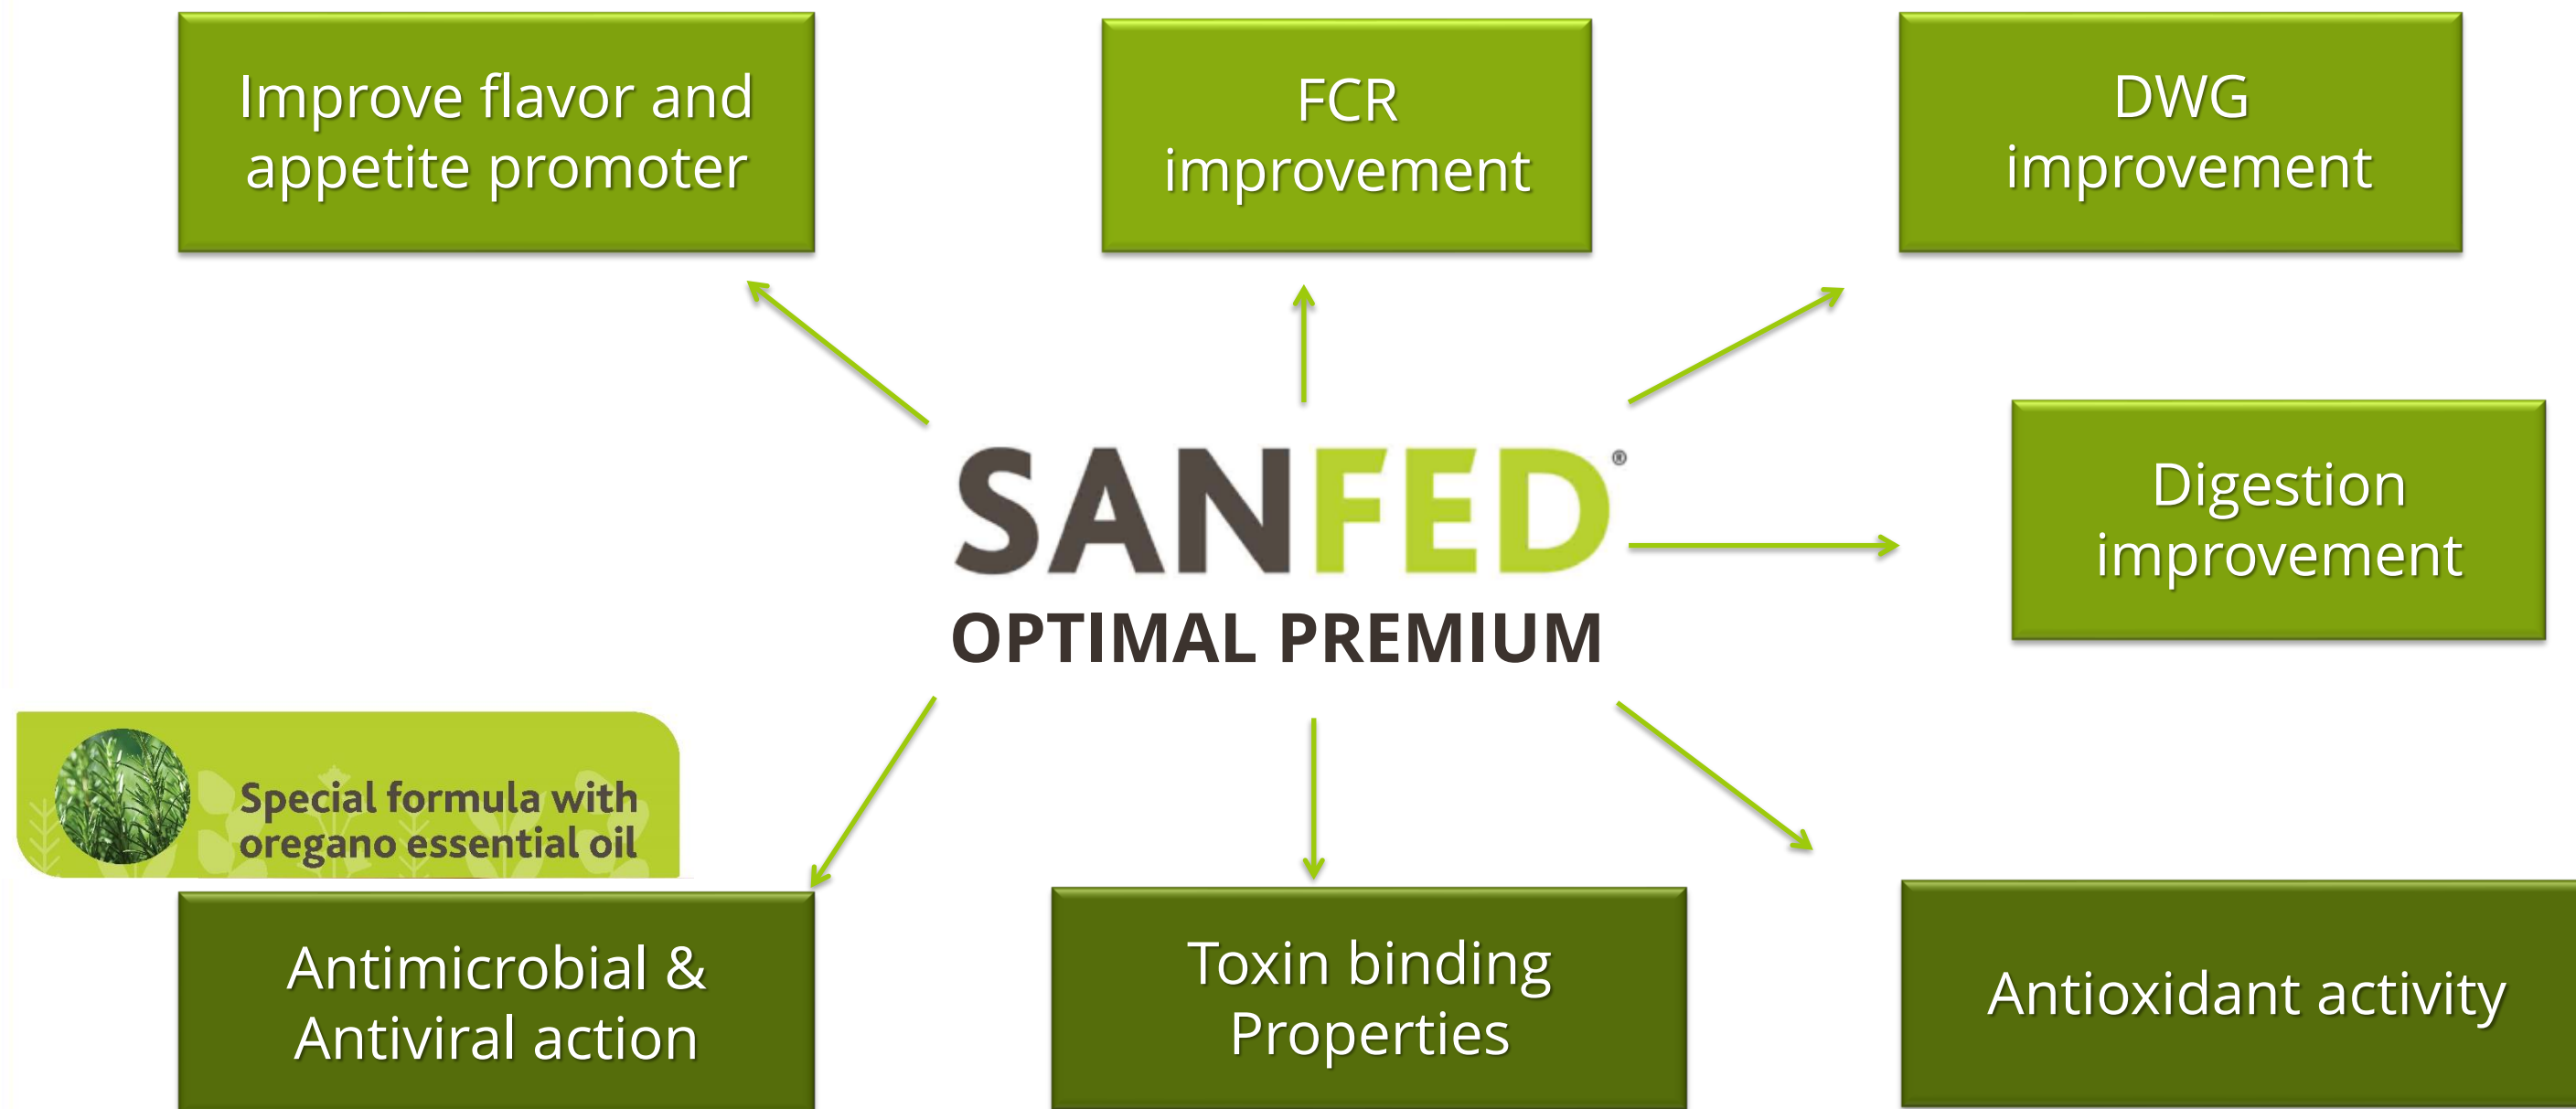 Improve flavor and
appetite promoter
FCR
improvement
DWG
improvement
SANFED®
OPTIMAL PREMIUM
Digestion
improvement
Special formula with
oregano essential oil
Antimicrobial &
Antiviral action
Toxin binding
Properties
Antioxidant activity